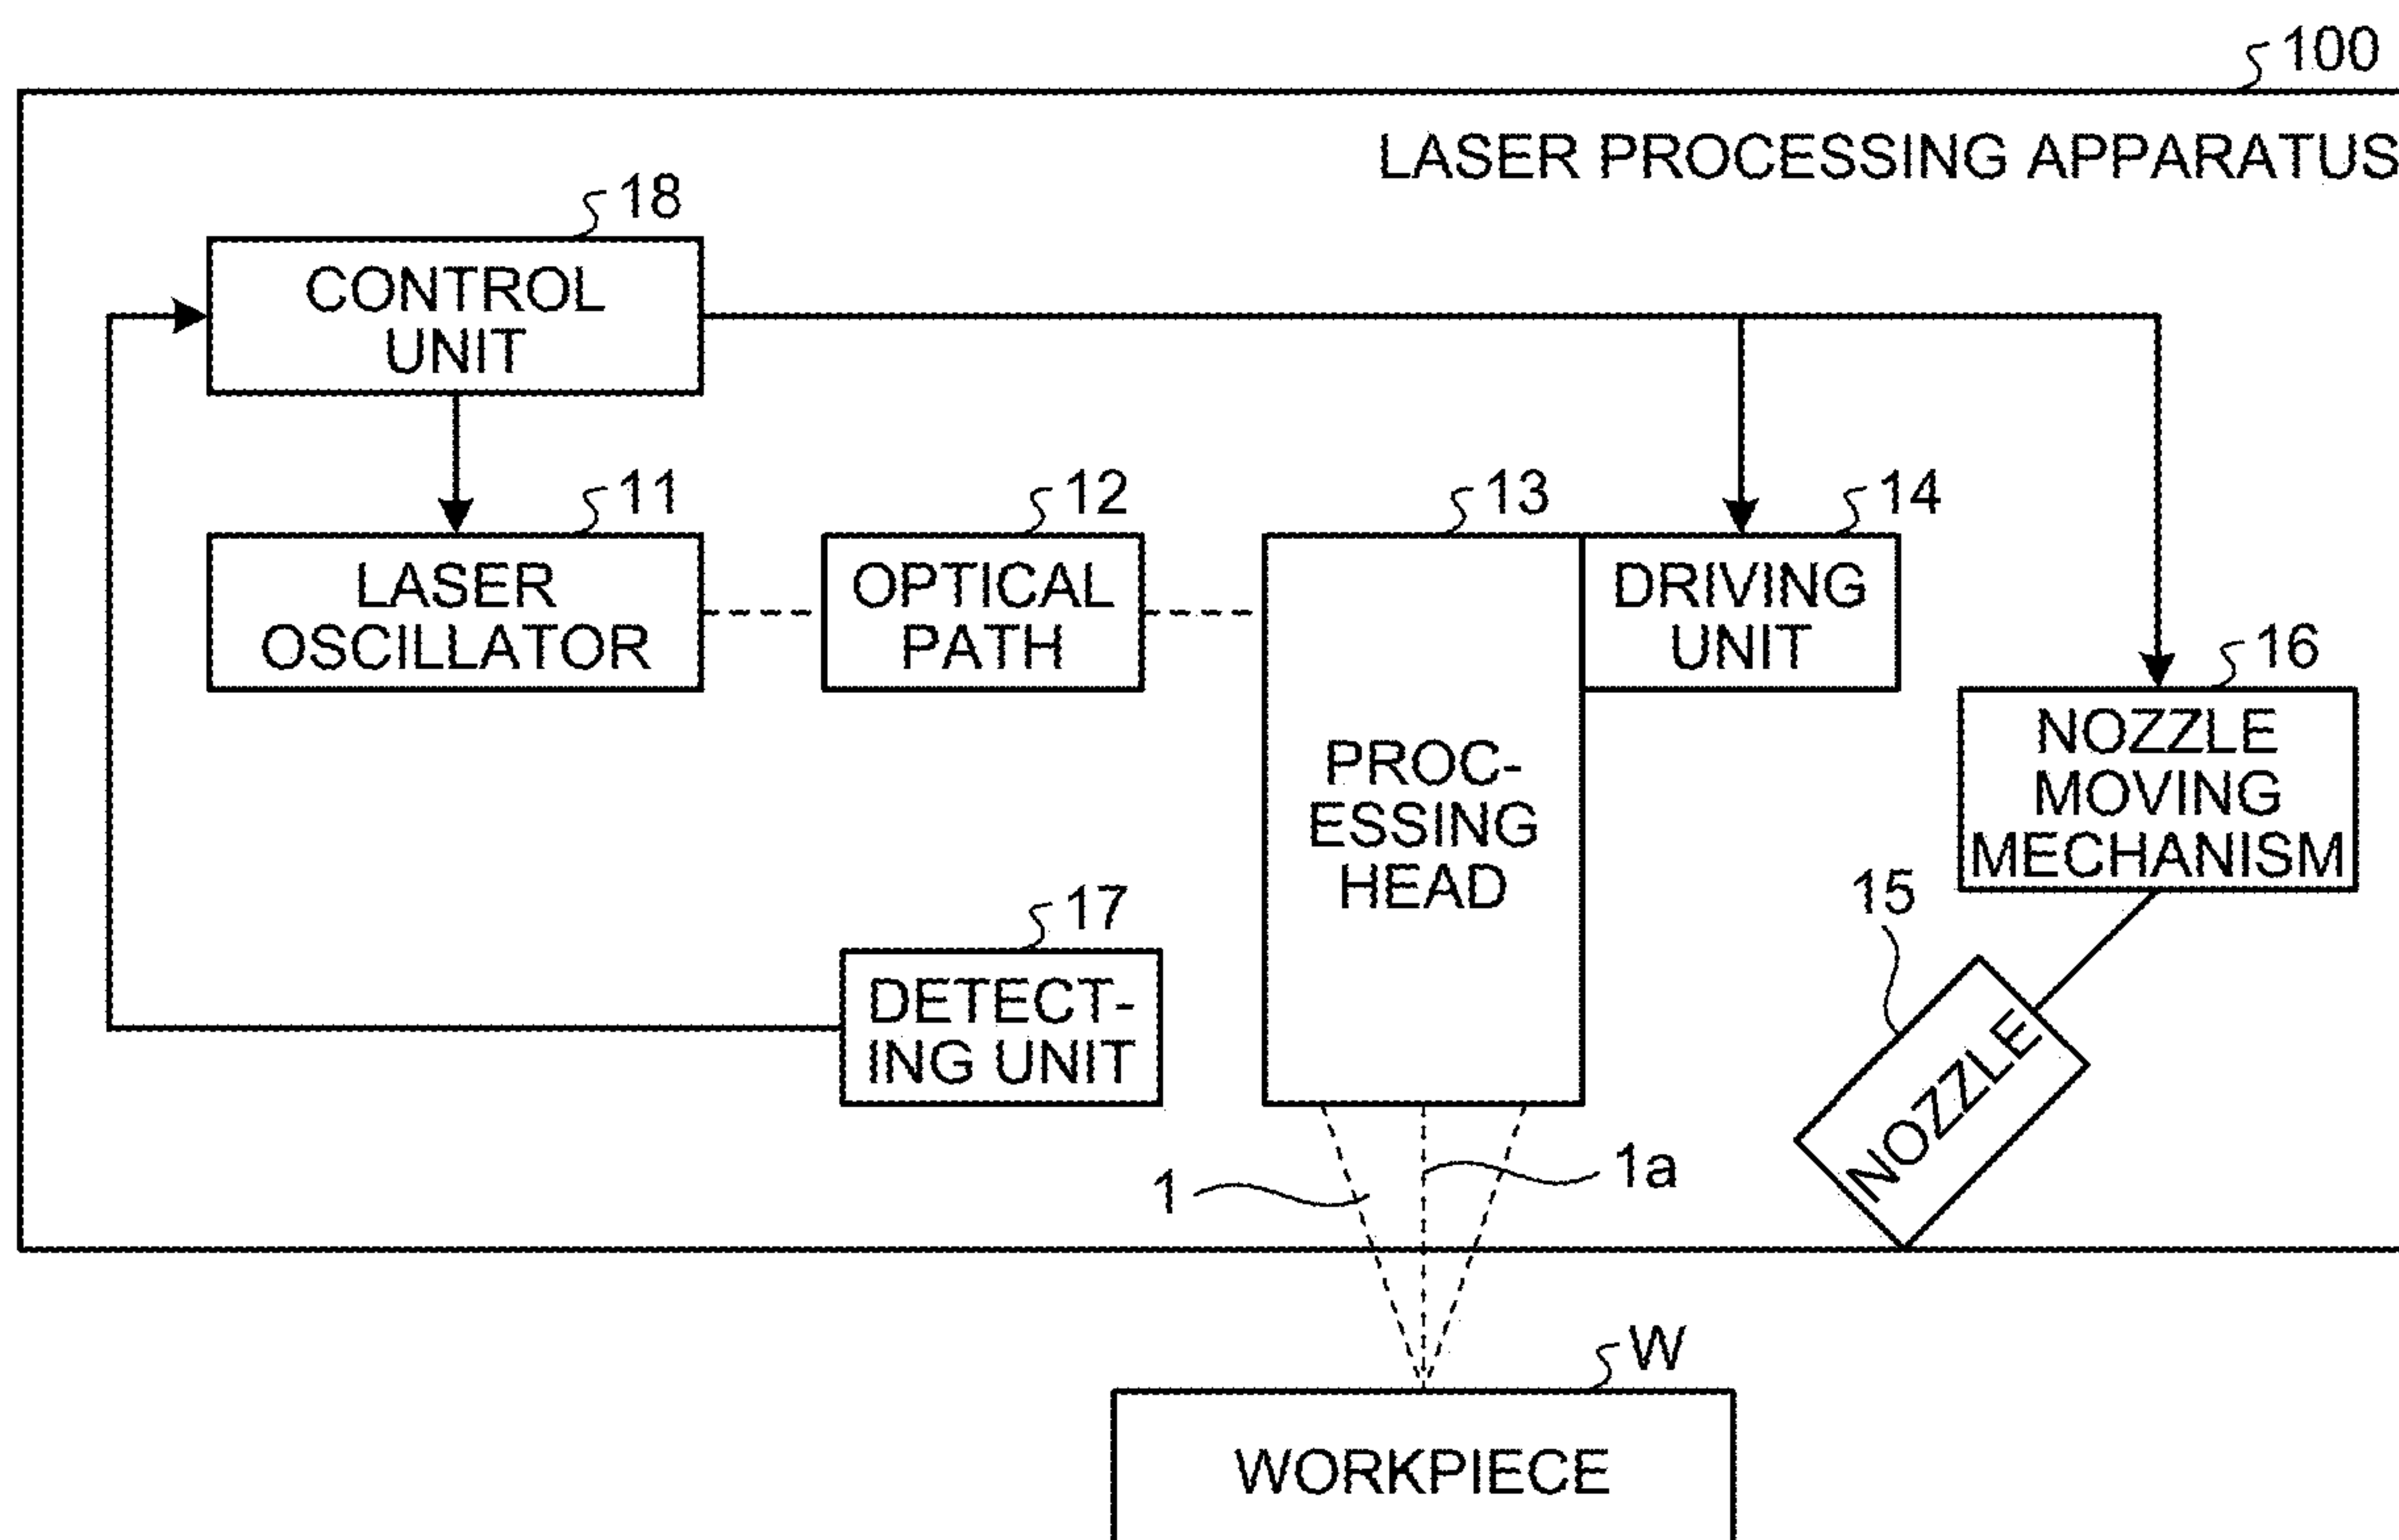 100
LASER PROCESSING APPARATUS
18
CONTROL
UNIT
11
LASER
OSCILLATOR
12
OPTICAL
PATH
13
PROC-
ESSING
HEAD
14
DRIVING
UNIT
16
NOZZLE
MOVING
MECHANISM
15
NOZZLE
17
DETECT-
ING UNIT
1
1a
W
WORKPIECE